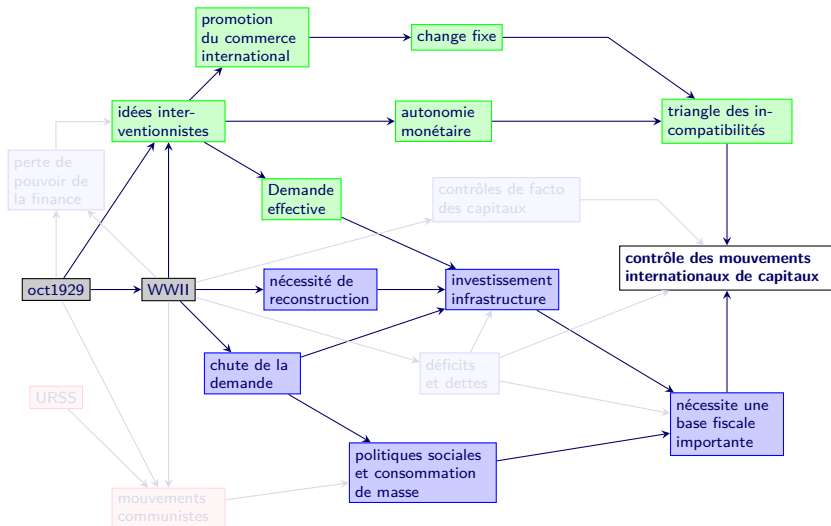 promotion
du commerce
international
change fixe
idées inter-
ventionnistes
autonomie
monétaire
triangle des in-
compatibilités
perte de
pouvoir de
la finance
Demande
effective
contrôles de facto
des capitaux
contrôle des mouvements
internationaux de capitaux
oct1929
WWII
nécessité de
reconstruction
investissement
infrastructure
chute de la
demande
déficits
et dettes
URSS
nécessite une
base fiscale
importante
politiques sociales
et consommation
de masse
mouvements
communistes